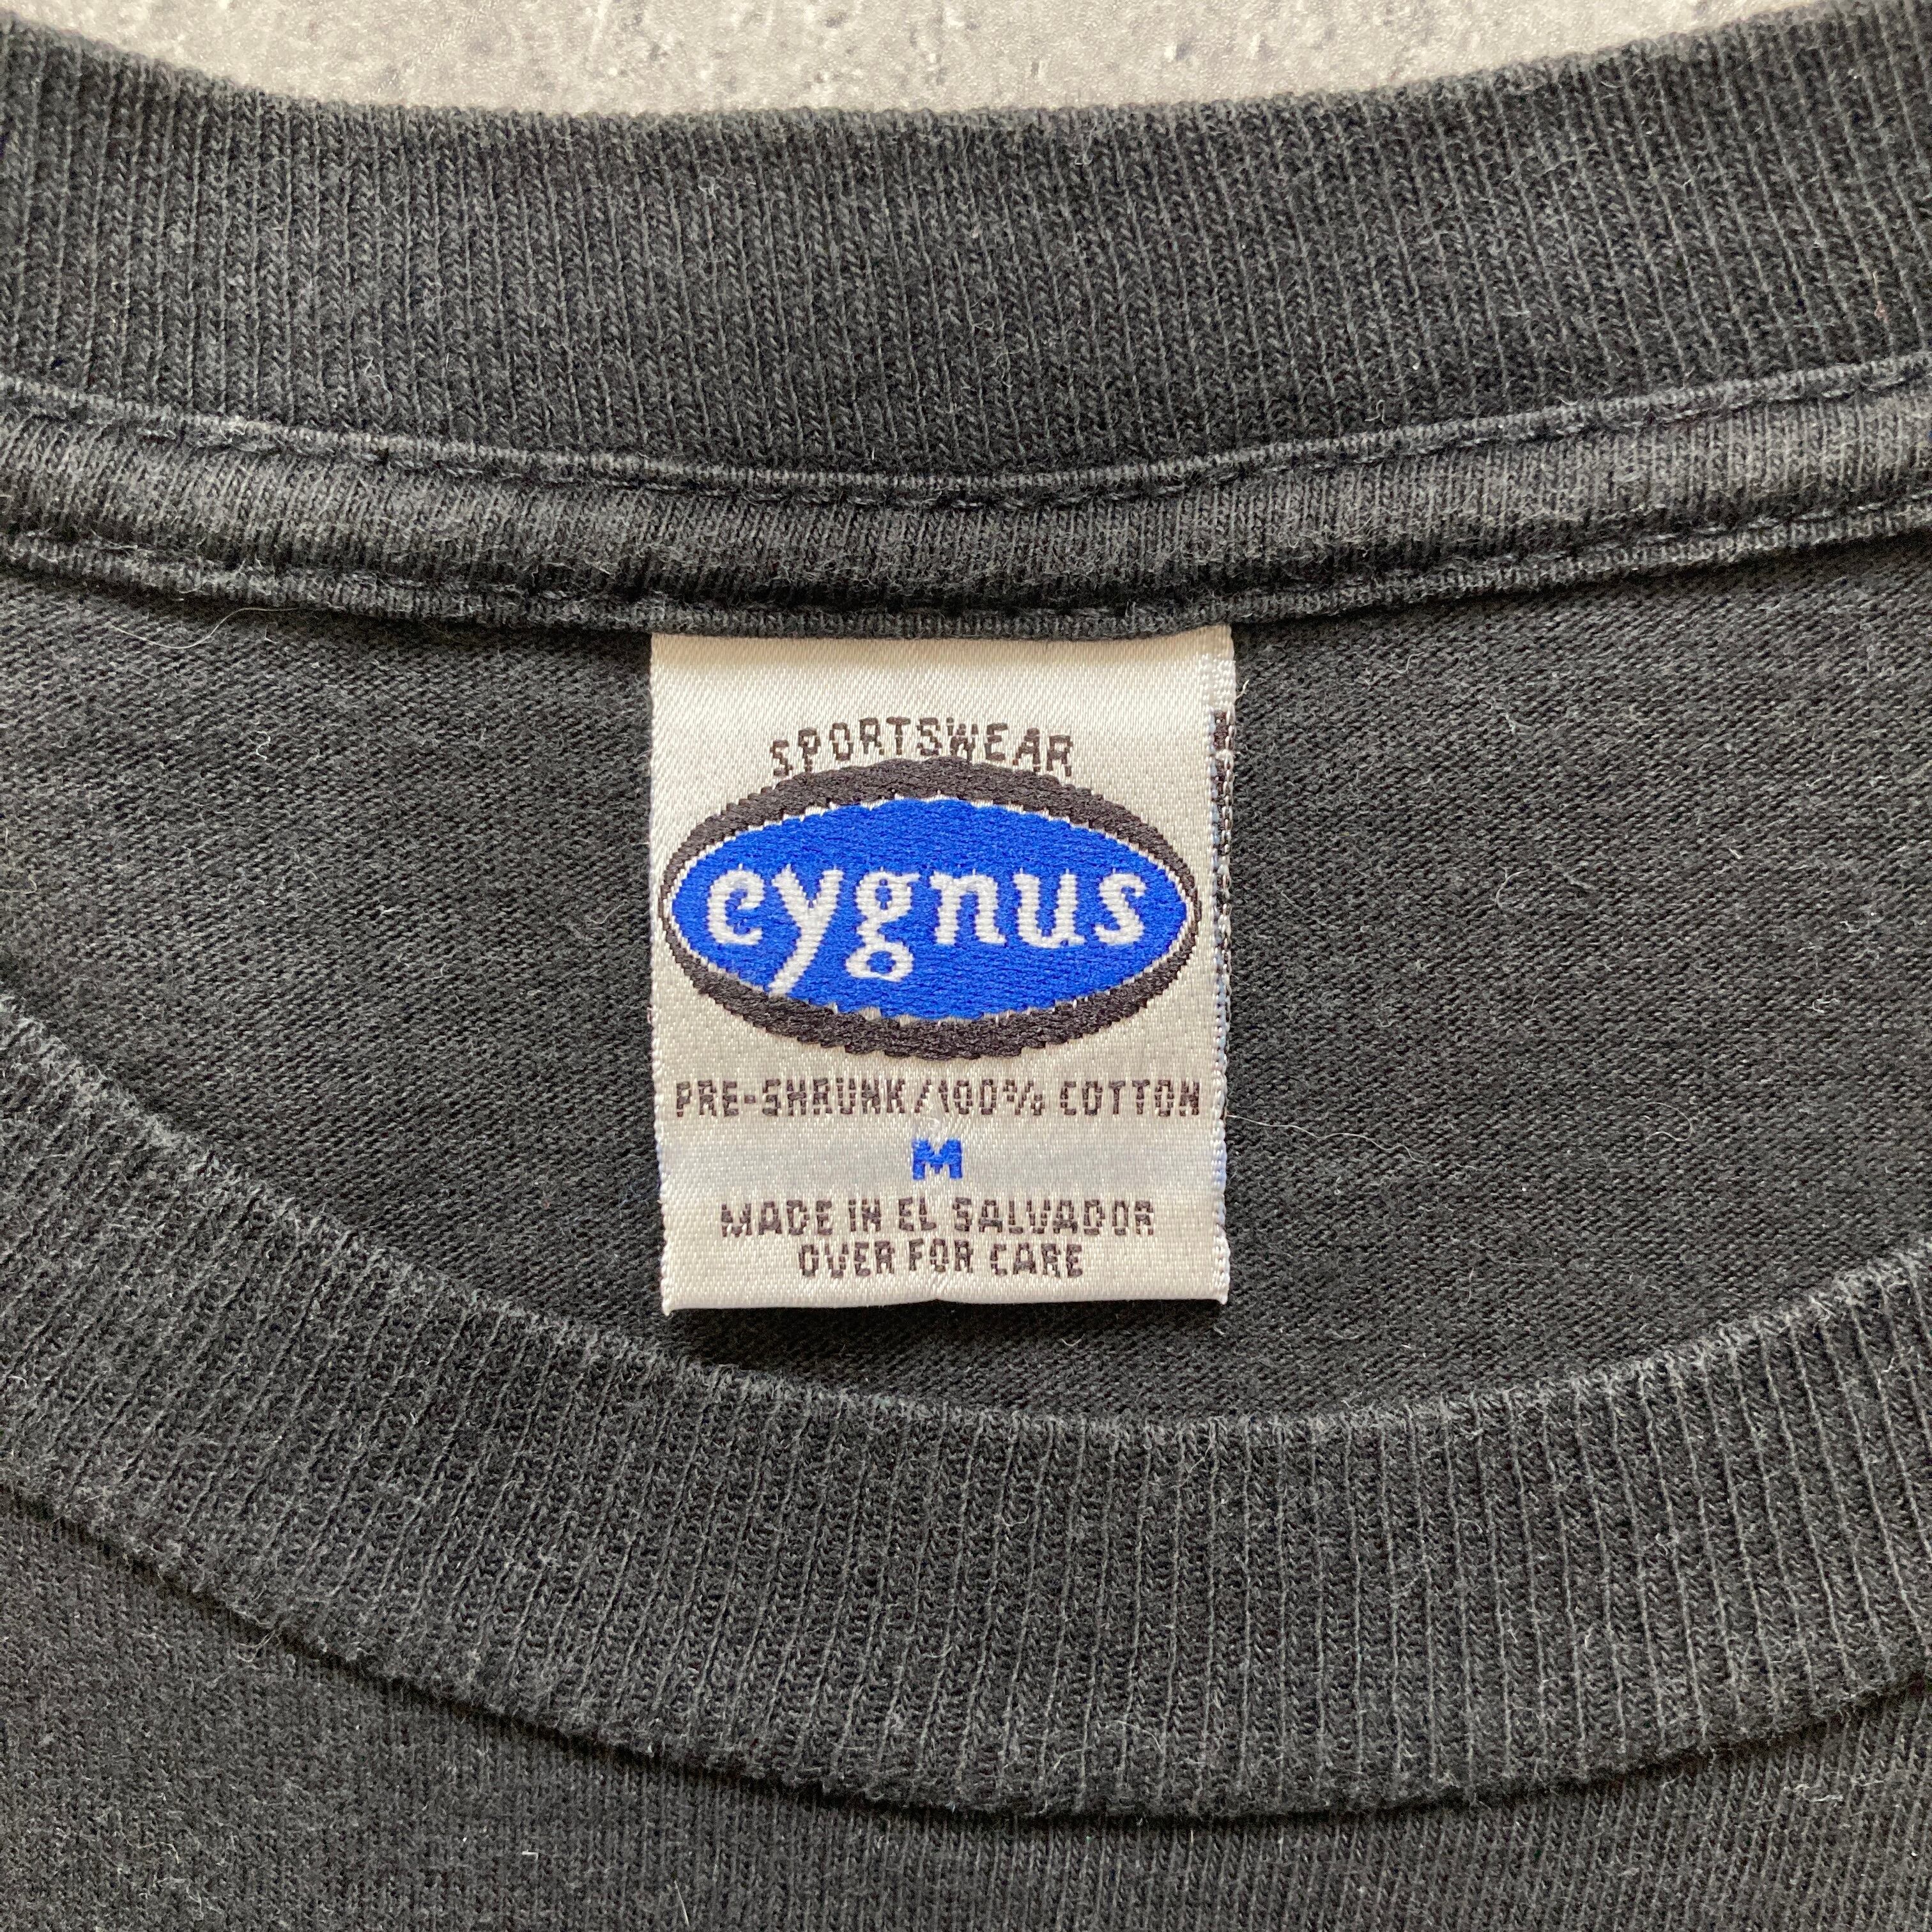 SPORTSWEAR
cygnus
PRE-SHRUNK/100% COTTON
M
MADE IN EL SALVADOR
OVER FOR CARE